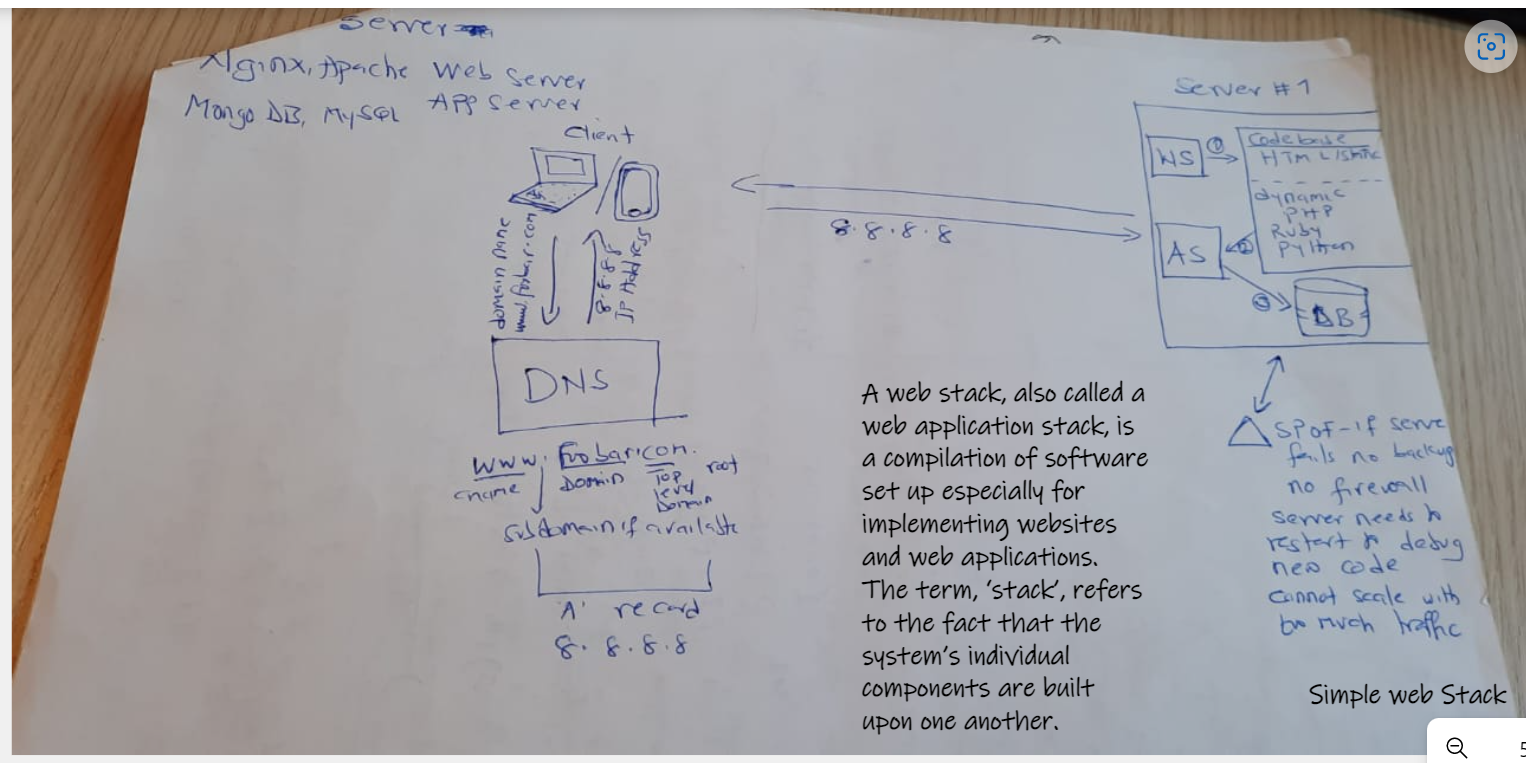 Server
Nginx, Apache Web Server
Mongo DB, MySQL App Server
Client
domain name
www.foobar.com
8.8.8.8
IP Address
DNS
www. Foobar.com.
cname
Domain
Top
level
Domain
root
Subdomain if available
'A' record
8. 8.8.8
8.8.8.8
Server #1
WS
1
Codebase
HTML/static
dynamic
PHP
Ruby
Python
AS
2
3
DB
SPOF-if serve
fails no backup
no firewall
Server needs to
restart to debug
new code
cannot scale with
too much traffic
A web stack, also called a
web application stack, is
a compilation of software
set up especially for
implementing websites
and web applications.
The term, 'stack', refers
to the fact that the
system's individual
components are built
upon one another.
Simple web Stack
5